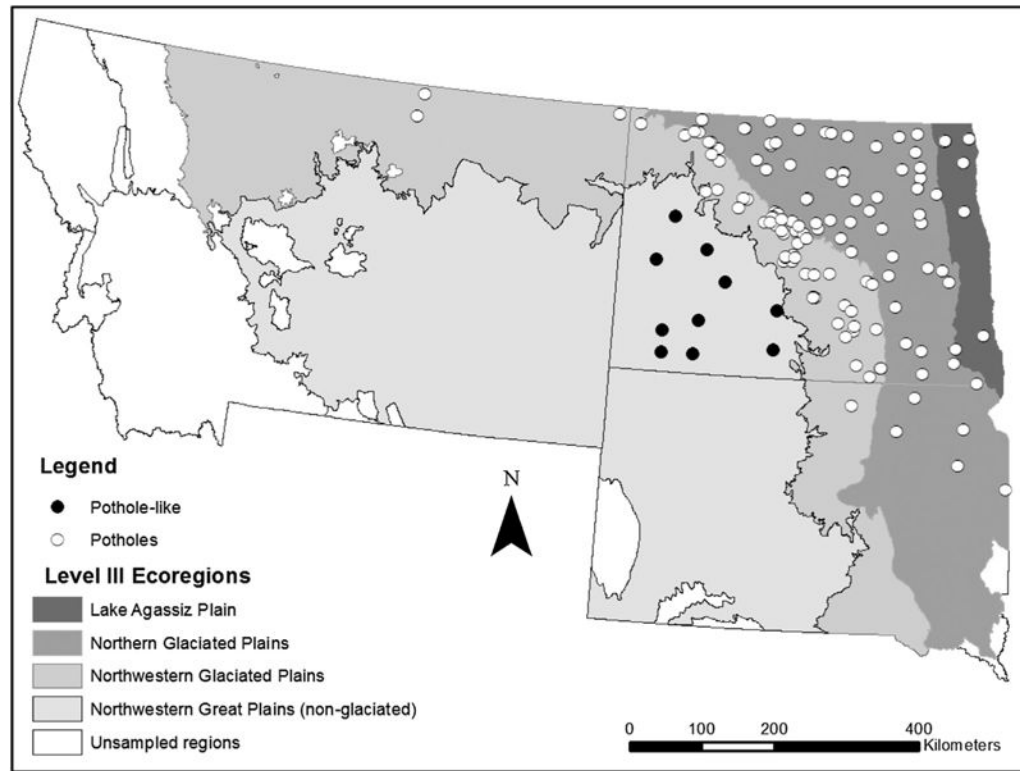 N
Legend
Pothole-like
Potholes
Level III Ecoregions
Lake Agassiz Plain
Northern Glaciated Plains
Northwestern Glaciated Plains
Northwestern Great Plains (non-glaciated)
Unsampled regions
0 100 200 400
Kilometers